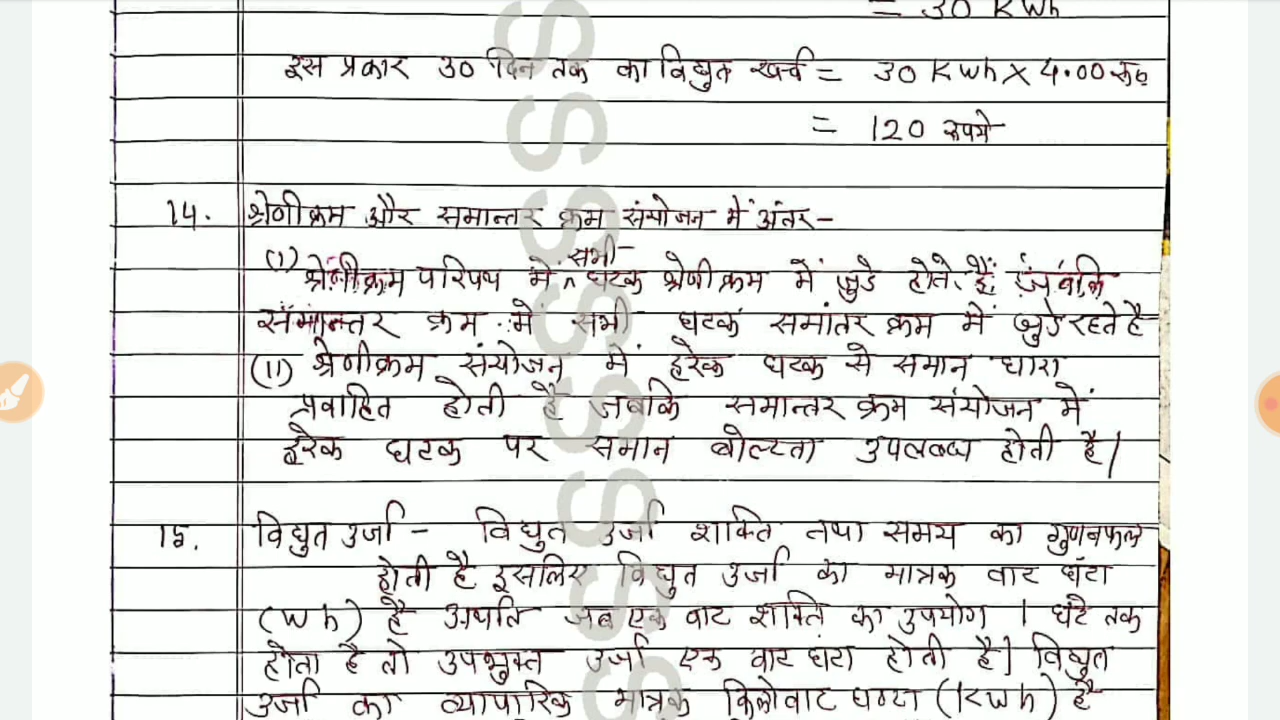 = 30 KWh
इस प्रकार 30 दिन तक का विद्युत खर्च = 30 KWh × 4.00 रु०
= 120 रुपये
14. श्रेणीक्रम और समान्तर क्रम संयोजन में अंतर -
(i) श्रेणीक्रम परिपथ में सभी घटक श्रेणीक्रम में जुडे होते हैं जबकि
समान्तर क्रम में सभी घटक समांतर क्रम में जुडे रहते है
(ii) श्रेणीक्रम संयोजन में हरेक घटक से समान धारा
प्रवाहित होती है जबकि समान्तर क्रम संयोजन में
हरेक घटक पर समान वोल्टता उपलब्ध होती है|
15. विद्युत उर्जा - विद्युत उर्जा शक्ति तथा समय का गुणनफल
होती है इसलिए विद्युत उर्जा का मात्रक वाट घंटा
(Wh) है अर्थात जब एक वाट शक्ति का उपयोग 1 घंटे तक
होता है तो उपभुक्त उर्जा एक वाट घंटा होती है| विद्युत
उर्जा का व्यापारिक मात्रक किलोवाट घण्टा (KWh) है
SSSSSSSS